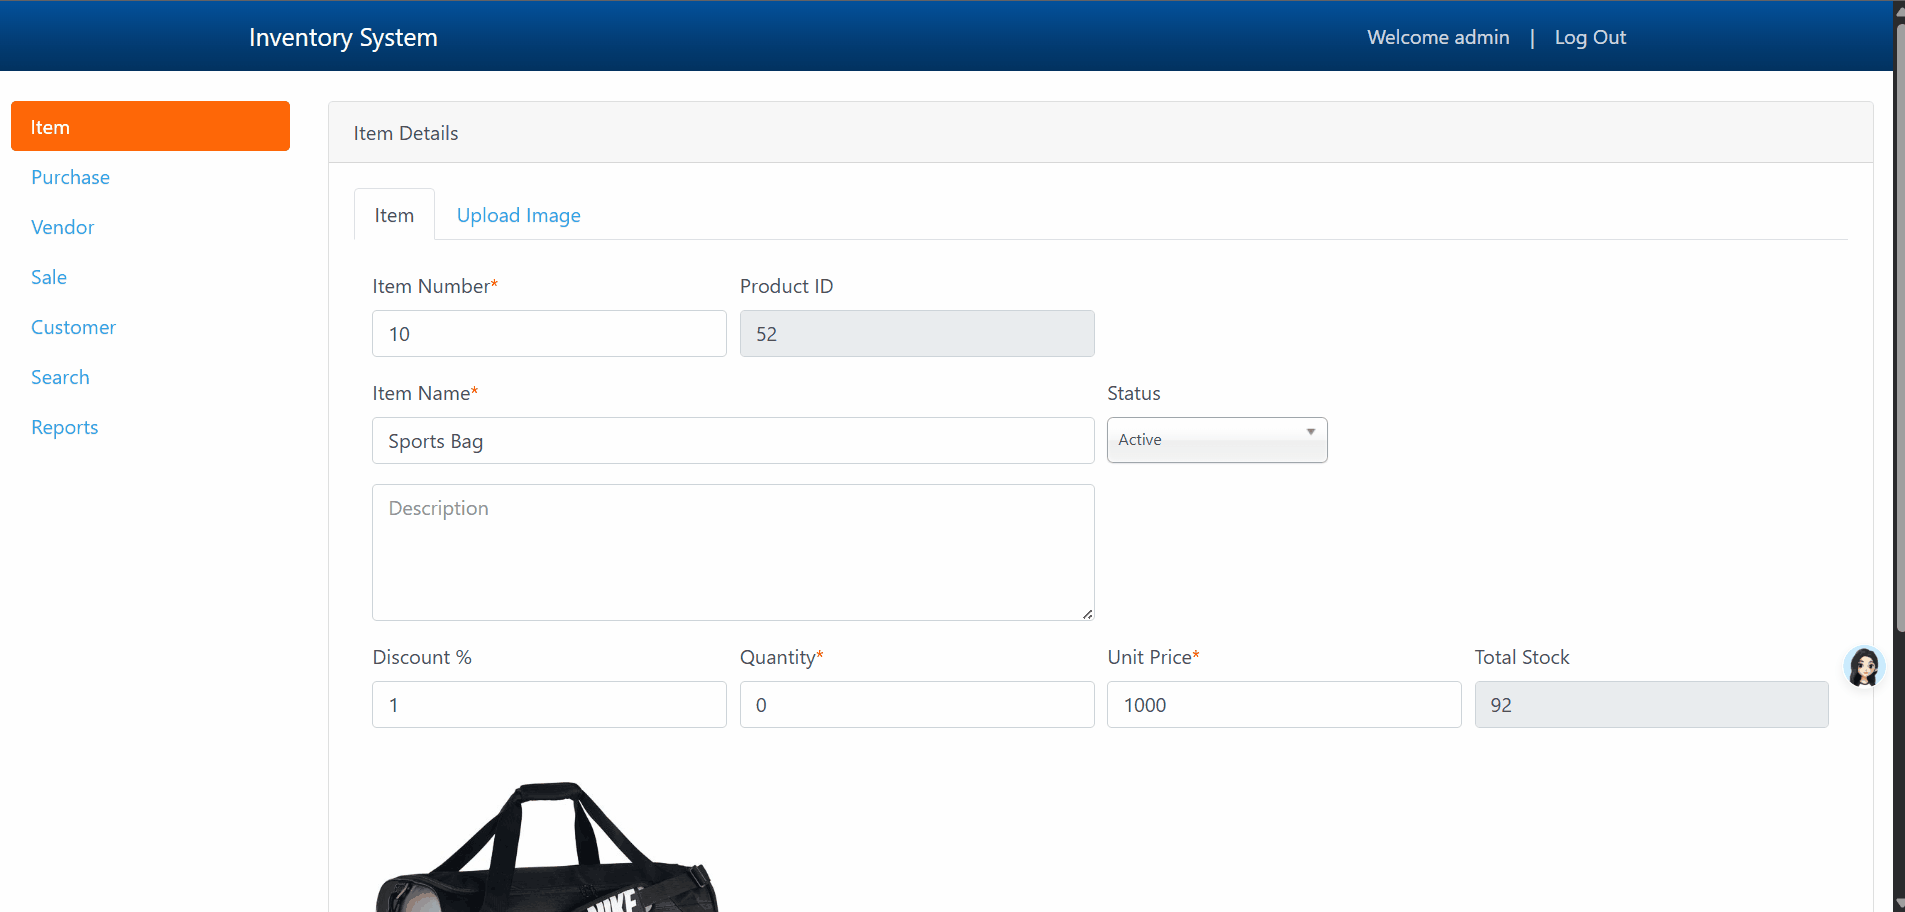 Inventory System
Welcome admin | Log Out
Item
Purchase
Vendor
Sale
Customer
Search
Reports
Item Details
Item
Upload Image
Item Number*
Product ID
10
52
Item Name*
Status
Sports Bag
Active
Description
Discount %
Quantity*
Unit Price*
Total Stock
1
0
1000
92
NIKE